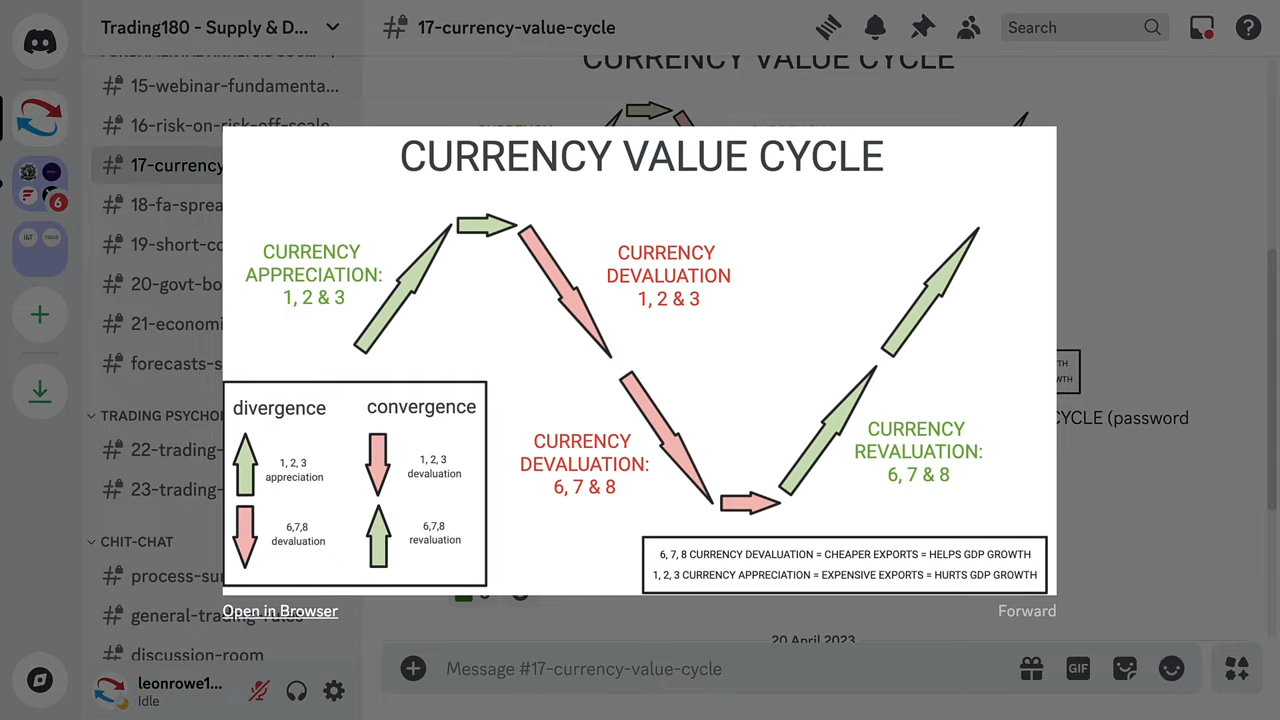 Trading180 - Supply & D...
17-currency-value-cycle
Search
15-webinar-fundamenta...
16-risk-on-risk-off-scale
17-currency
18-fa-sprea
19-short-co
20-govt-bo
21-economi
forecasts-s
TRADING PSYCHO
22-trading-
23-trading-
CHIT-CHAT
process-su
general-trading-rules
discussion-room
leonrowe1...
Idle
6
CURRENCY VALUE CYCLE
CURRENCY VALUE CYCLE
CURRENCY
APPRECIATION:
1, 2 & 3
CURRENCY
DEVALUATION
1, 2 & 3
CURRENCY
DEVALUATION:
6, 7 & 8
CURRENCY
REVALUATION:
6, 7 & 8
divergence
convergence
1, 2, 3
appreciation
1, 2, 3
devaluation
6,7,8
devaluation
6,7,8
revaluation
6, 7, 8 CURRENCY DEVALUATION = CHEAPER EXPORTS = HELPS GDP GROWTH
1, 2, 3 CURRENCY APPRECIATION = EXPENSIVE EXPORTS = HURTS GDP GROWTH
CYCLE (password
Open in Browser
Forward
20 April 2023
Message #17-currency-value-cycle
GIF